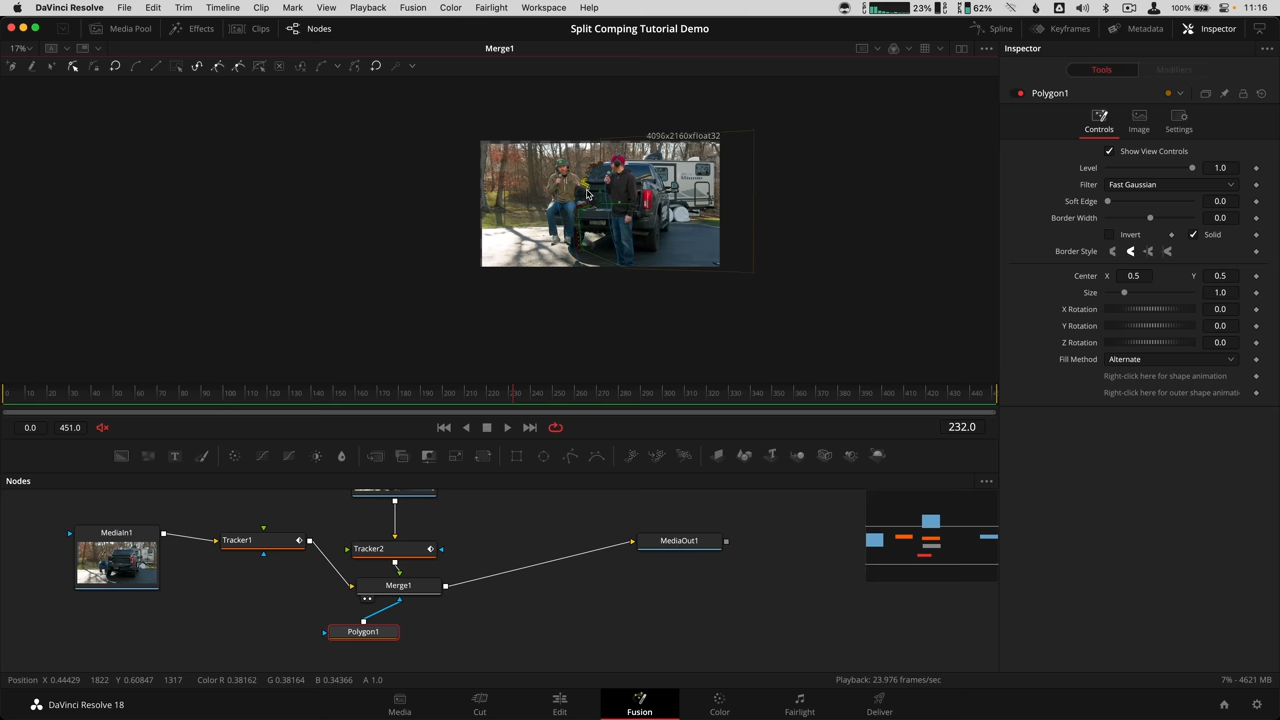 DaVinci Resolve File Edit Trim Timeline Clip Mark View Playback Fusion Color Fairlight Workspace Help 23% 62% 100% 11:16
Media Pool Effects Clips Nodes Split Comping Tutorial Demo Spline Keyframes Metadata Inspector
17% Merge1 Inspector
Tools Modifiers
Polygon1
Controls Image Settings
4096x2160xfloat32
Show View Controls
Level 1.0
Filter Fast Gaussian
Soft Edge 0.0
Border Width 0.0
Invert Solid
Border Style
Center X 0.5 Y 0.5
Size 1.0
X Rotation 0.0
Y Rotation 0.0
Z Rotation 0.0
Fill Method Alternate
Right-click here for shape animation
Right-click here for outer shape animati
0 10 20 30 40 50 60 70 80 90 100 110 120 130 140 150 160 170 180 190 200 210 220 230 240 250 260 270 280 290 300 310 320 330 340 350 360 370 380 390 400 410 420 430 440
0.0 451.0 232.0
Nodes
MediaIn1
Tracker1
Tracker2
MediaOut1
Merge1
Polygon1
Position X 0.44429 1822 Y 0.60847 1317 Color R 0.38162 G 0.38164 B 0.34366 A 1.0 Playback: 23.976 frames/sec 7% - 4621 MB
DaVinci Resolve 18 Media Cut Edit Fusion Color Fairlight Deliver